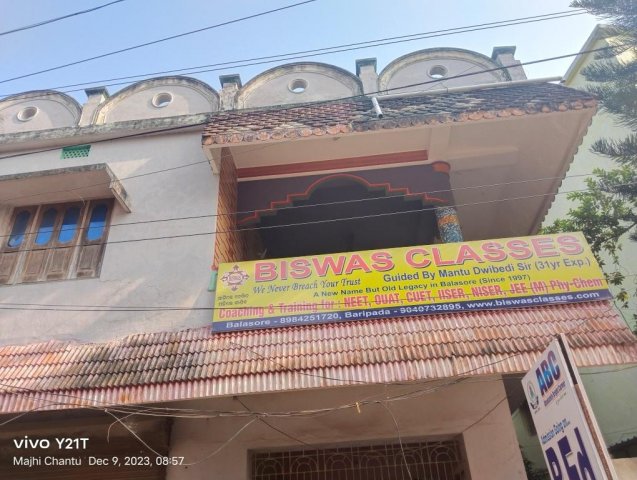 BISWAS CLASSES
We Never Breach Your Trust
Guided By Mantu Dwibedi Sir (31yr Exp.)
A New Name But Old Legacy in Balasore (Since 1997)
Coaching & Training for : NEET, OUAT, CUET, IISER, NISER, JEE (M) Phy-Chem
Balasore - 8984251720, Baripada - 9040732895, www.biswasclasses.com
ABC
B.Ed
vivo Y21T
Majhi Chantu Dec 9, 2023, 08:57